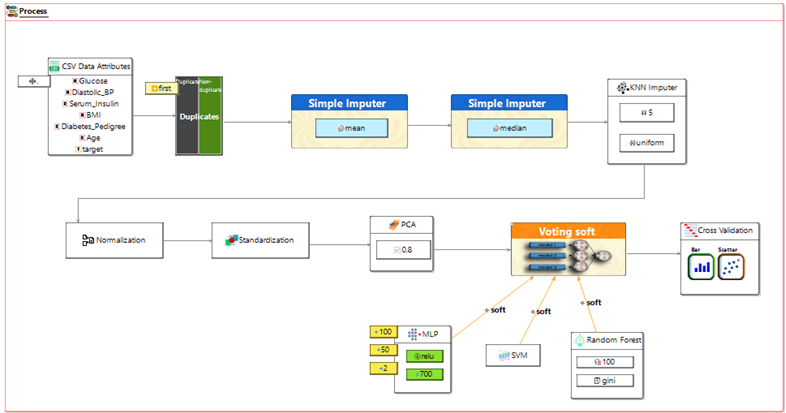 Process
CSV Data Attributes
Glucose
Diastolic_BP
Serum_Insulin
BMI
Diabetes_Pedigree
Age
target
first
Duplicate
Non-duplicate
Duplicates
Simple Imputer
mean
Simple Imputer
median
KNN Imputer
5
uniform
Normalization
Standardization
PCA
0.8
Voting soft
Cross Validation
Bar
Scatter
soft
soft
soft
100
50
2
MLP
relu
700
SVM
Random Forest
100
gini